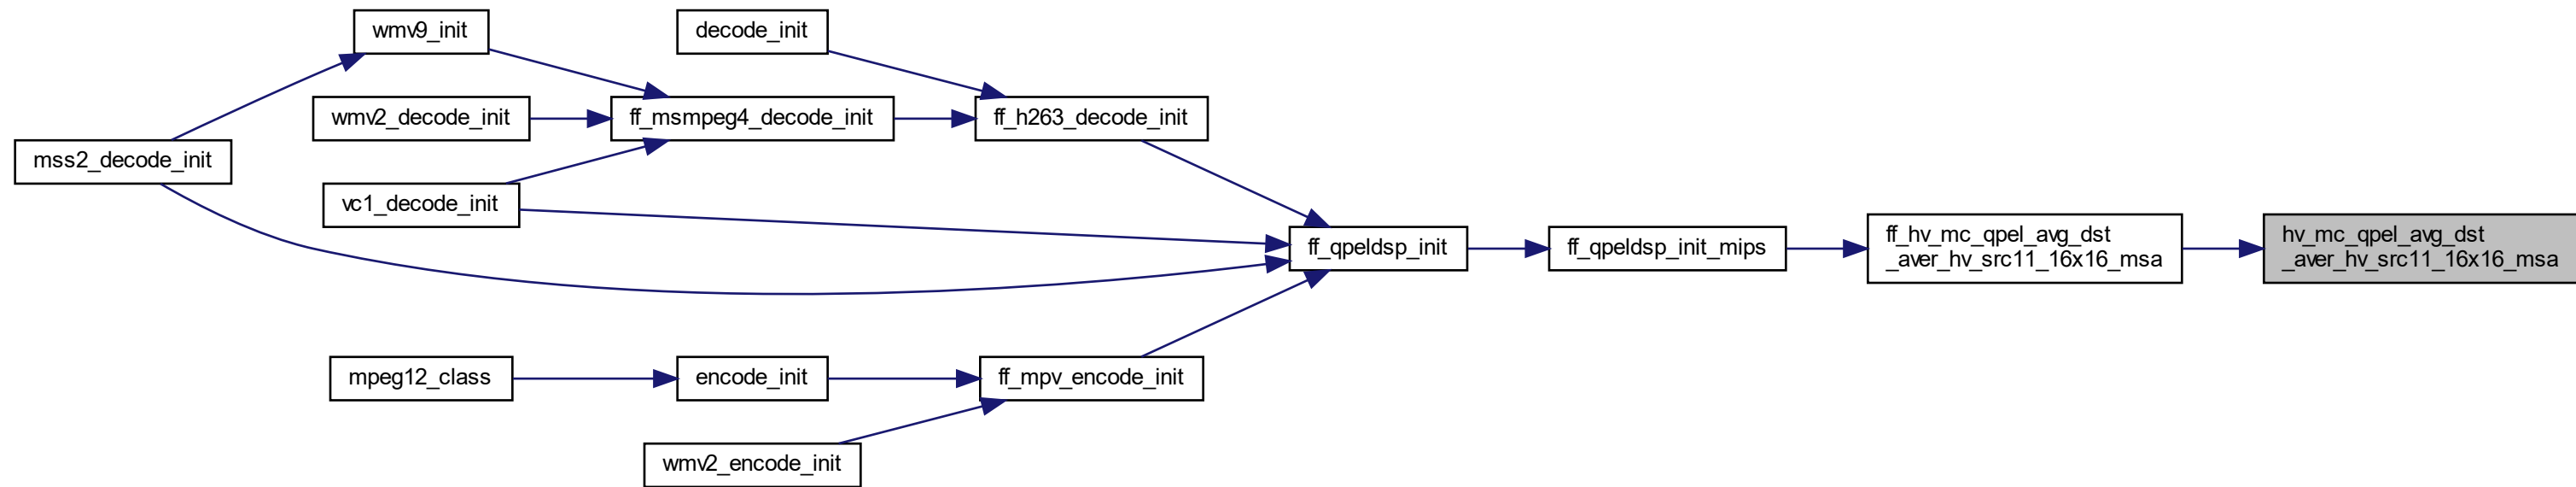 wmv9_init
decode_init
wmv2_decode_init
ff_msmpeg4_decode_init
ff_h263_decode_init
mss2_decode_init
vc1_decode_init
ff_qpeldsp_init
ff_qpeldsp_init_mips
ff_hv_mc_qpel_avg_dst
_aver_hv_src11_16x16_msa
hv_mc_qpel_avg_dst
_aver_hv_src11_16x16_msa
mpeg12_class
encode_init
ff_mpv_encode_init
wmv2_encode_init